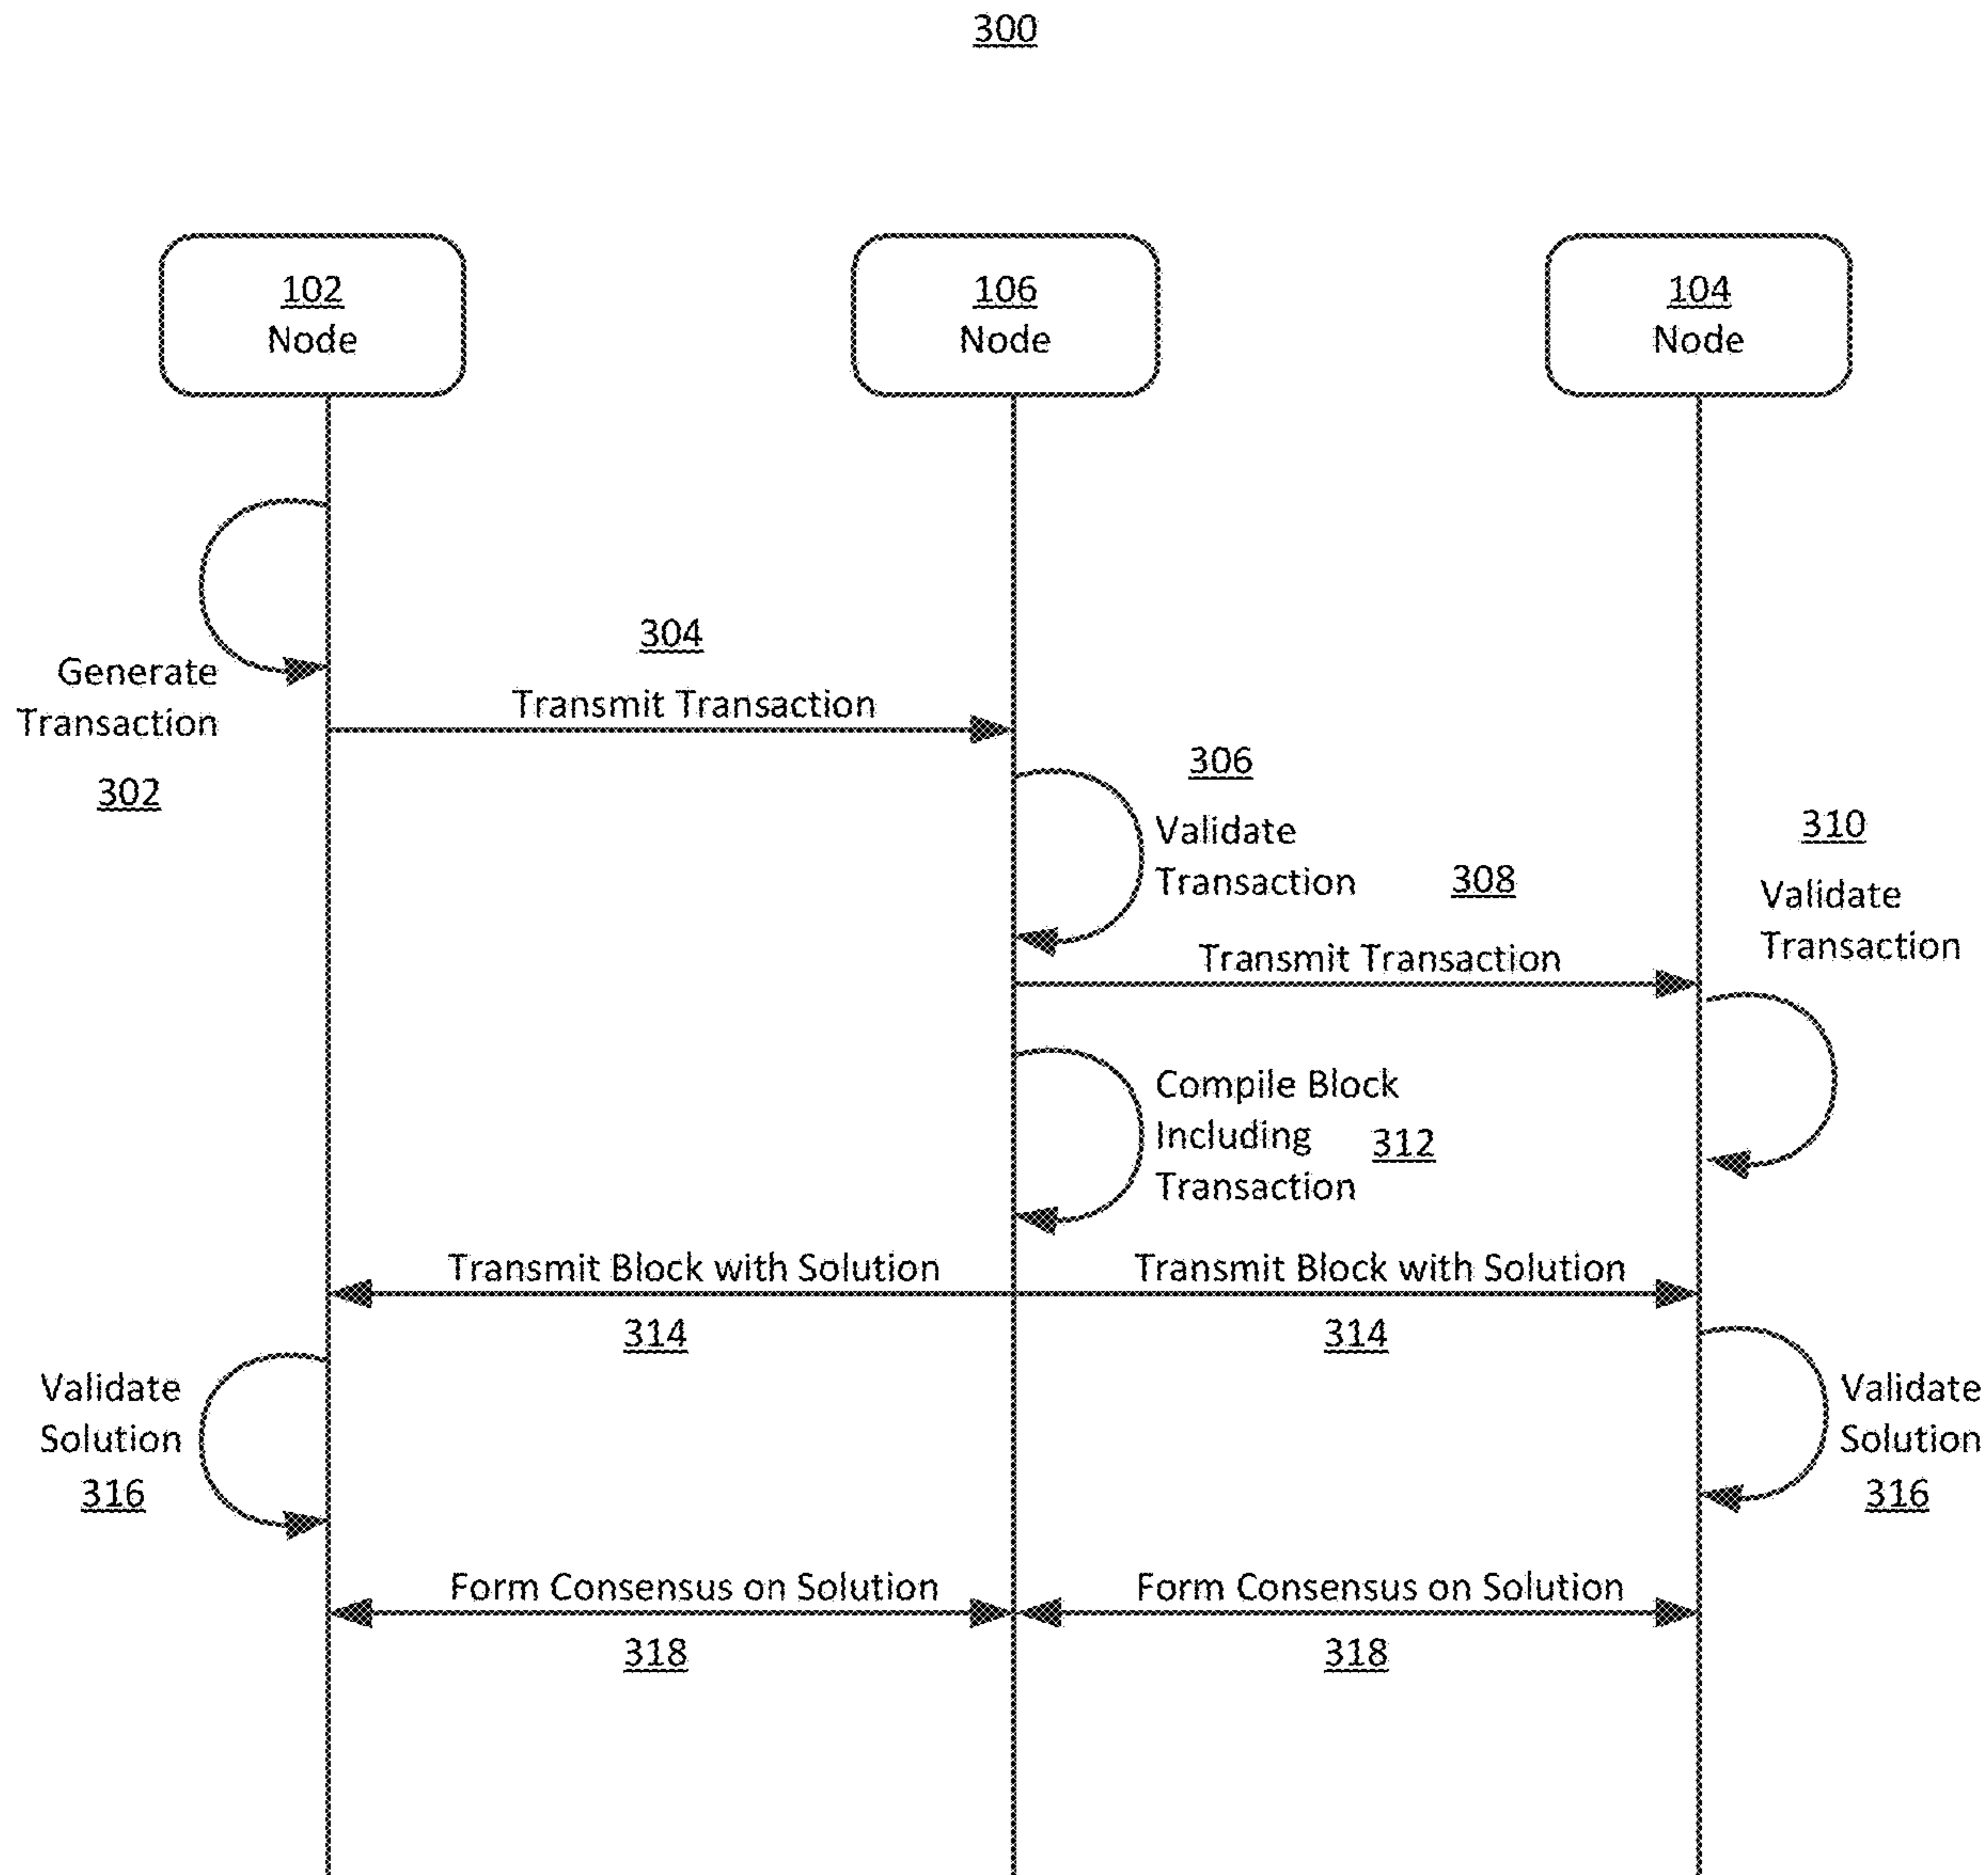 300
102
Node
106
Node
104
Node
304
Generate
Transaction
302
Transmit Transaction
306
Validate
Transaction
308
310
Validate
Transaction
Transmit Transaction
Compile Block
Including
Transaction
312
Transmit Block with Solution
314
Transmit Block with Solution
314
Validate
Solution
316
Validate
Solution
316
Form Consensus on Solution
318
Form Consensus on Solution
318